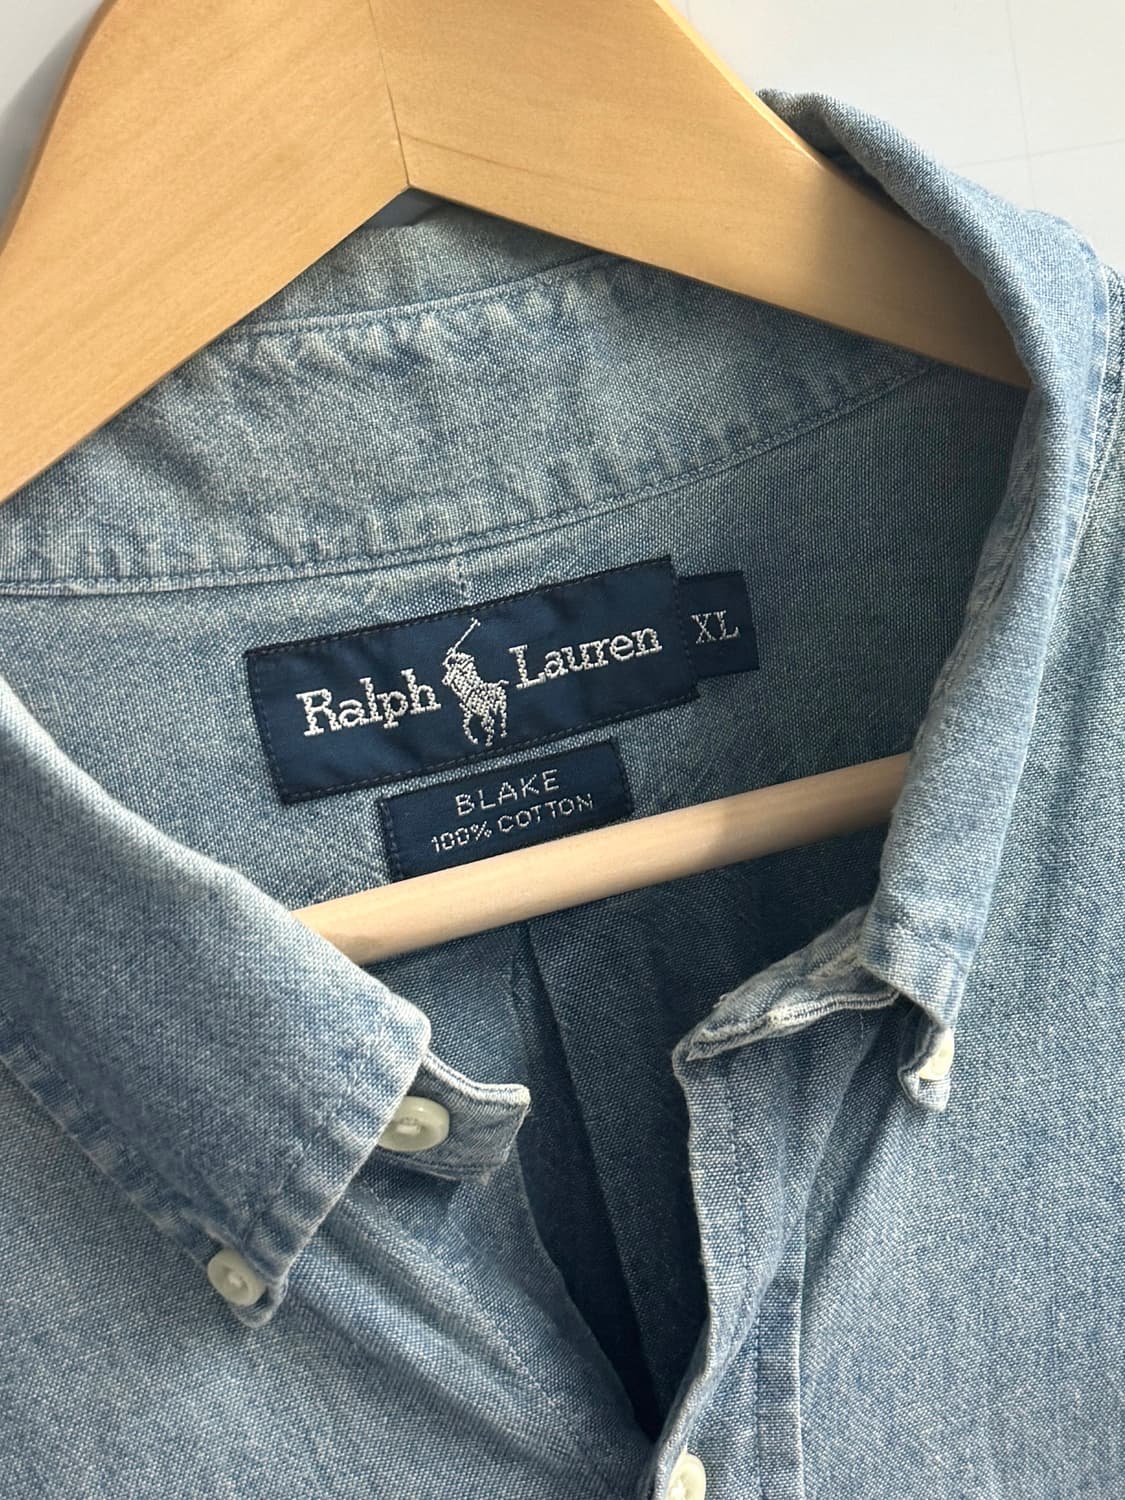 Ralph Lauren
XL
BLAKE
100% COTTON